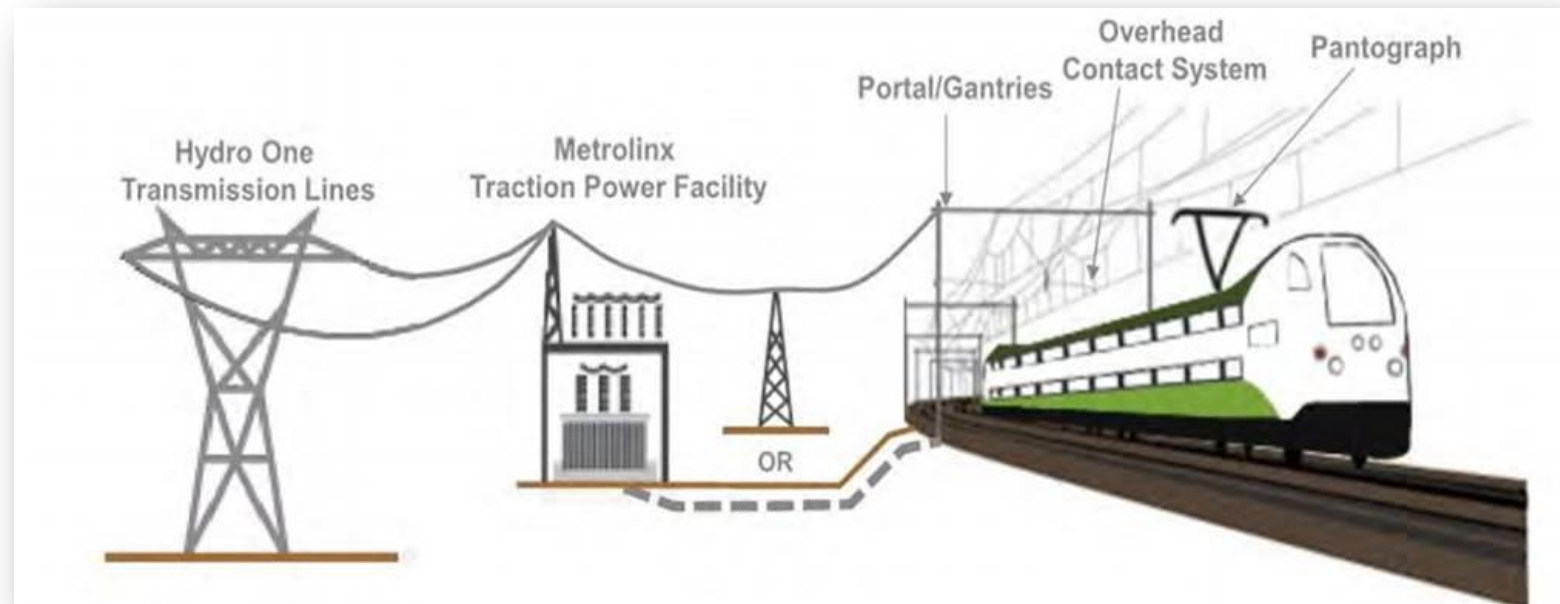 Hydro One
Transmission Lines
Metrolinx
Traction Power Facility
Portal/Gantries
Overhead
Contact System
Pantograph
OR